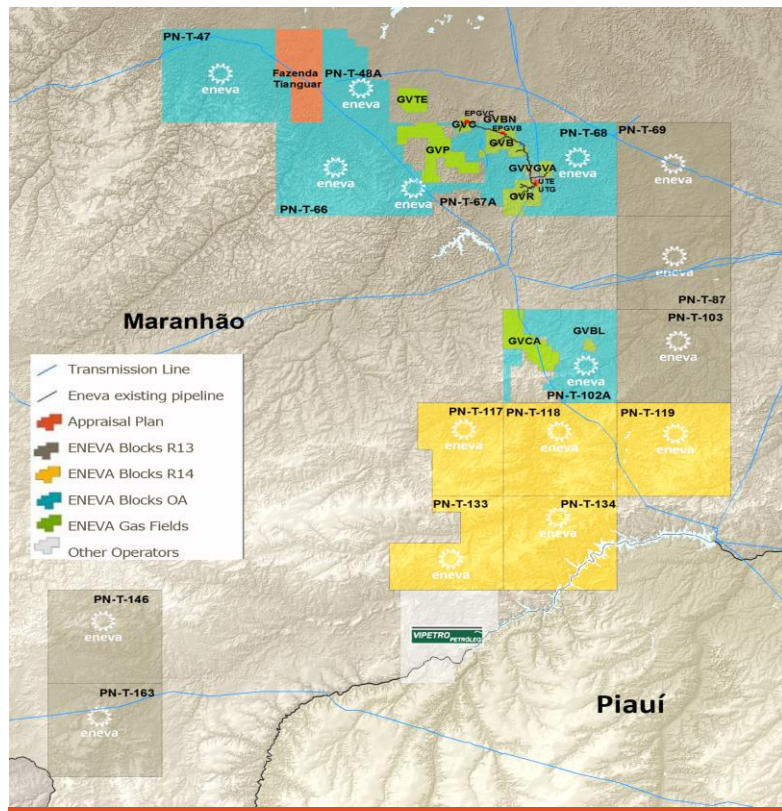 PN-T-47
eneva
Fazenda
Tianguar
PN-T-48A
eneva
GVTE
EPGVC
GVC
GVBN
EPGVB
GVB
GVP
PN-T-68
eneva
PN-T-69
eneva
PN-T-66
eneva
eneva
PN-T-67A
GVVGVA
UTE
UTG
GVR
eneva
PN-T-87
PN-T-103
eneva
Maranhão
GVCA
GVBL
eneva
PN-T-102A
Transmission Line
Eneva existing pipeline
Appraisal Plan
ENEVA Blocks R13
ENEVA Blocks R14
ENEVA Blocks OA
ENEVA Gas Fields
Other Operators
PN-T-117
eneva
PN-T-118
eneva
PN-T-119
eneva
PN-T-133
eneva
PN-T-134
eneva
PN-T-146
eneva
VIPETRO
PETRÓLEO
PN-T-163
eneva
Piauí